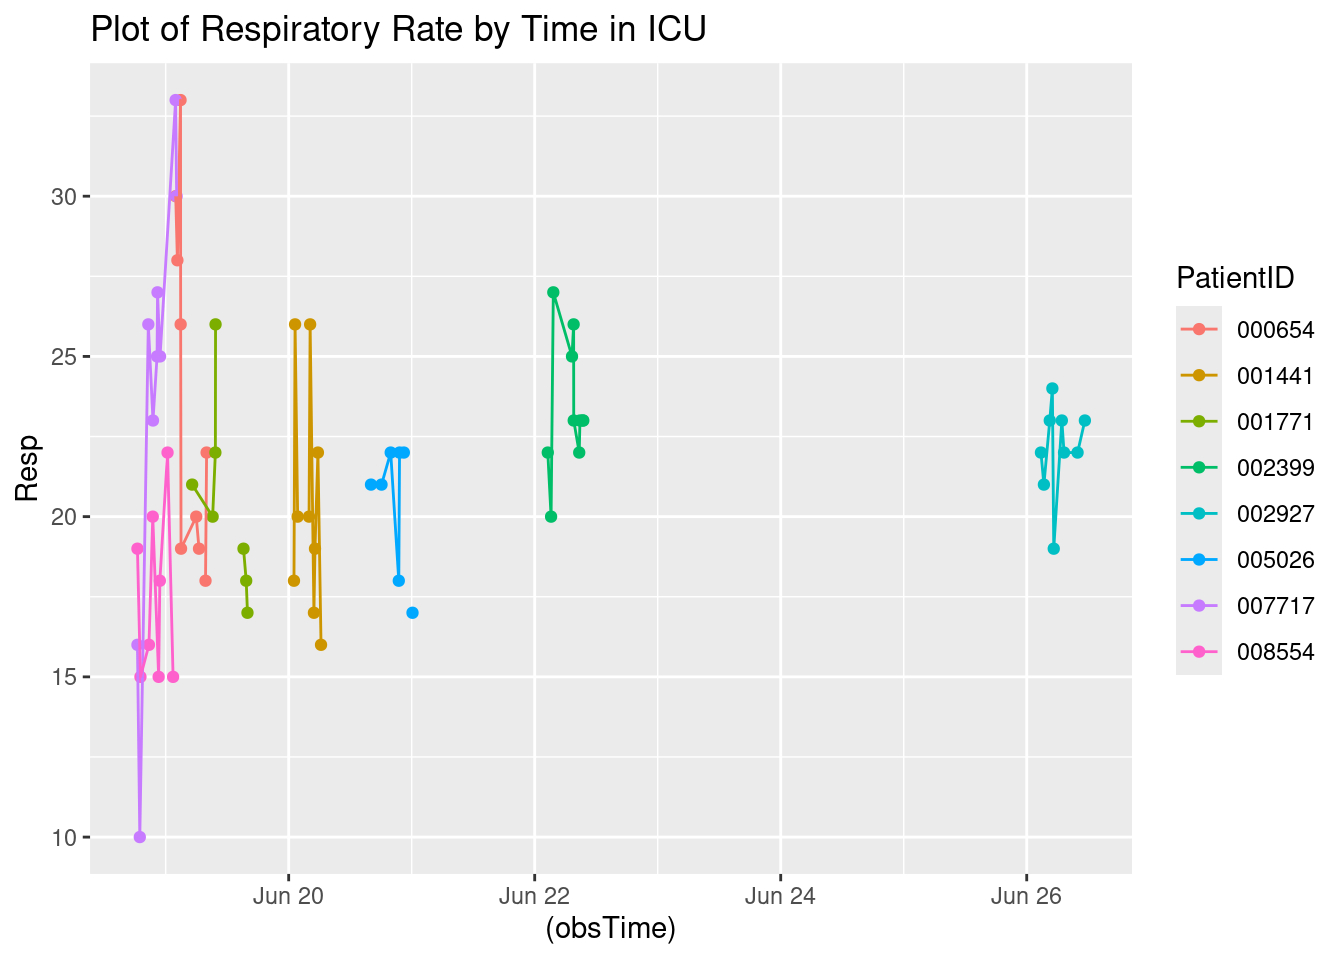 Plot of Respiratory Rate by Time in ICU
Resp
30
25
20
15
10
Jun 20
Jun 22
Jun 24
Jun 26
(obsTime)
PatientID
000654
001441
001771
002399
002927
005026
007717
008554